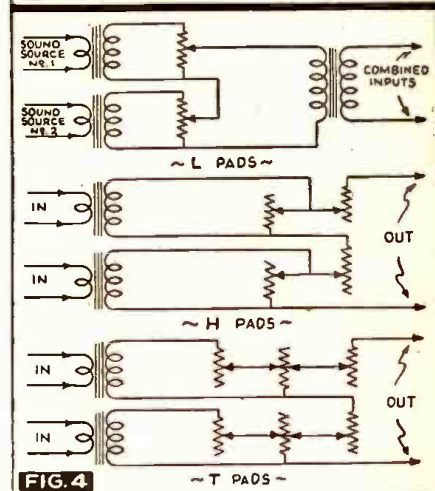 SOUND
SOURCE
No. 1
SOUND
SOURCE
No. 2
COMBINED
INPUTS
~ L PADS ~
IN
IN
OUT
~ H PADS ~
IN
IN
OUT
FIG. 4
~ T PADS ~